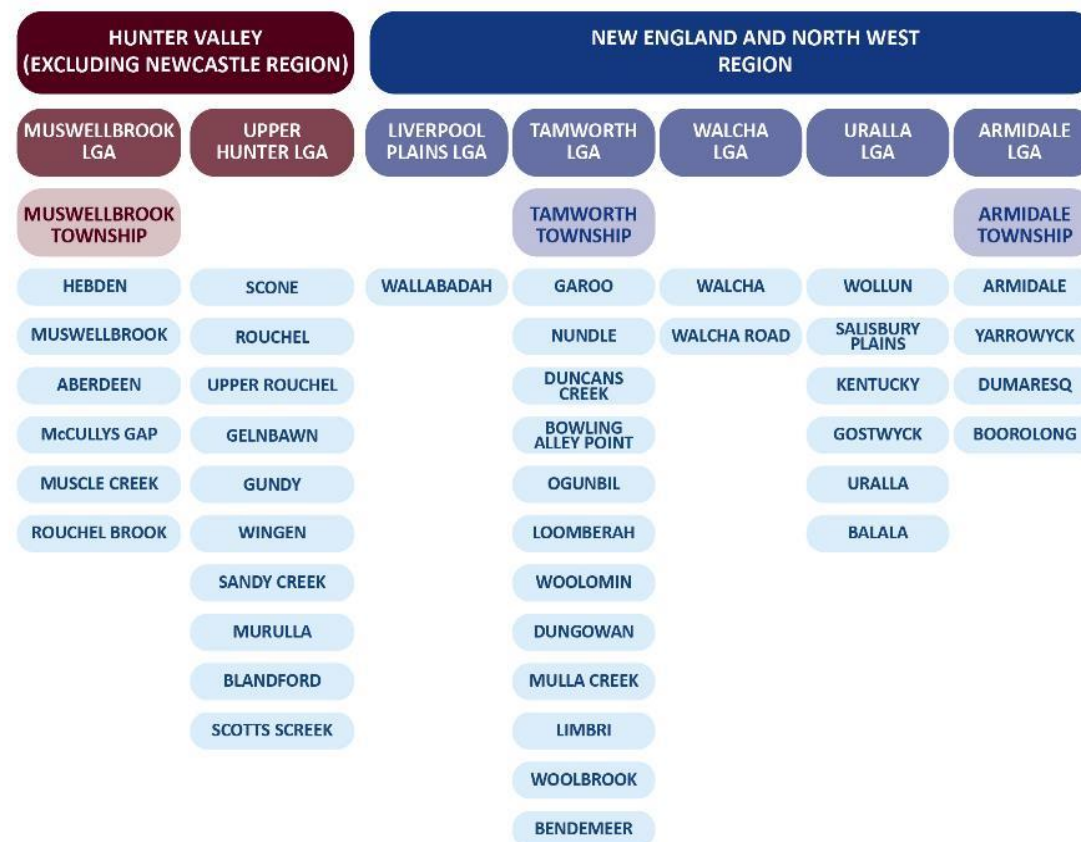 HUNTER VALLEY
(EXCLUDING NEWCASTLE REGION)
NEW ENGLAND AND NORTH WEST
REGION
MUSWELLBROOK
LGA
UPPER
HUNTER LGA
LIVERPOOL
PLAINS LGA
TAMWORTH
LGA
WALCHA
LGA
URALLA
LGA
ARMIDALE
LGA
MUSWELLBROOK
TOWNSHIP
TAMWORTH
TOWNSHIP
ARMIDALE
TOWNSHIP
HEBDEN
SCONE
WALLABADAH
GAROO
WALCHA
WOLLUN
ARMIDALE
MUSWELLBROOK
ROUCHEL
NUNDLE
WALCHA ROAD
SALISBURY
PLAINS
YARROWYCK
ABERDEEN
UPPER ROUCHEL
DUNCANS
CREEK
KENTUCKY
DUMARESQ
McCULLYS GAP
GELNBAWN
BOWLING
ALLEY POINT
GOSTWYCK
BOOROLONG
MUSCLE CREEK
GUNDY
OGUNBIL
URALLA
ROUCHEL BROOK
WINGEN
LOOMBERAH
BALALA
SANDY CREEK
WOOLOMIN
MURULLA
DUNGOWAN
BLANDFORD
MULLA CREEK
SCOTTS SCREEK
LIMBRI
WOOLBROOK
BENDEMEER